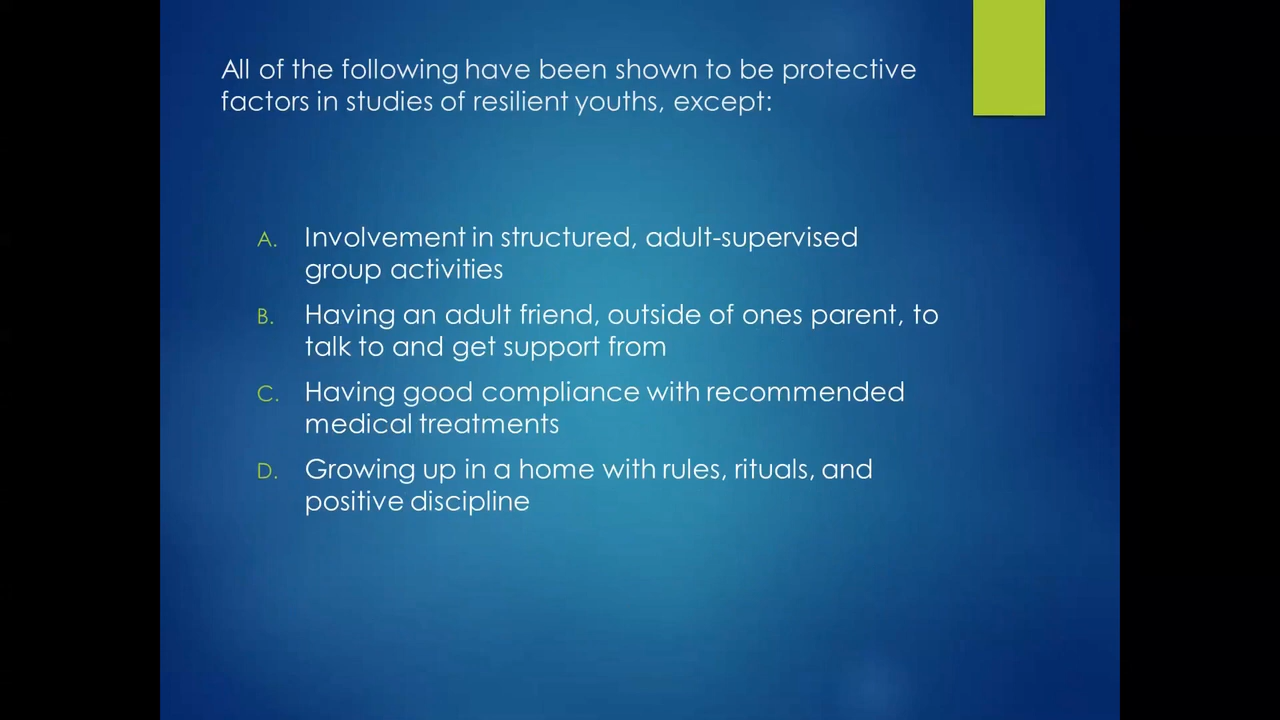 All of the following have been shown to be protective
factors in studies of resilient youths, except:
A. Involvement in structured, adult-supervised
group activities
B. Having an adult friend, outside of ones parent, to
talk to and get support from
C. Having good compliance with recommended
medical treatments
D. Growing up in a home with rules, rituals, and
positive discipline